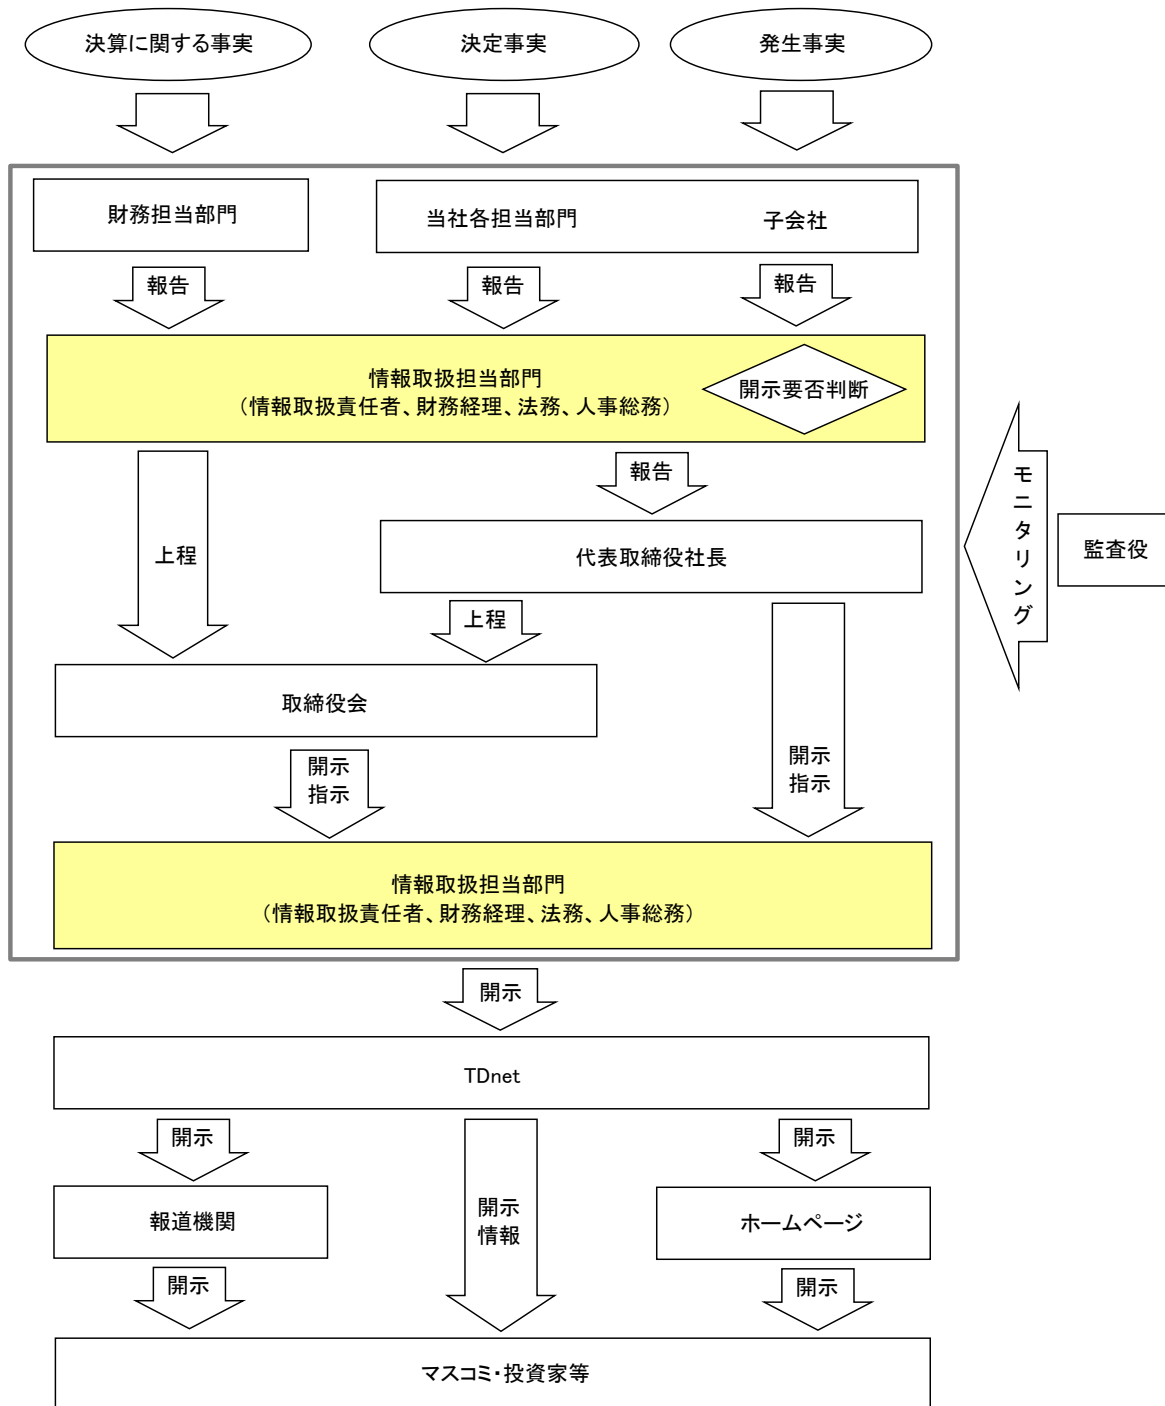 決算に関する事実
決定事実
発生事実
財務担当部門
当社各担当部門
子会社
報告
報告
報告
情報取扱担当部門
（情報取扱責任者、財務経理、法務、人事総務）
開示要否判断
報告
モニタリング
監査役
上程
代表取締役社長
上程
取締役会
開示
指示
開示
指示
情報取扱担当部門
（情報取扱責任者、財務経理、法務、人事総務）
開示
TDnet
開示
開示
報道機関
開示
情報
ホームページ
開示
開示
マスコミ・投資家等